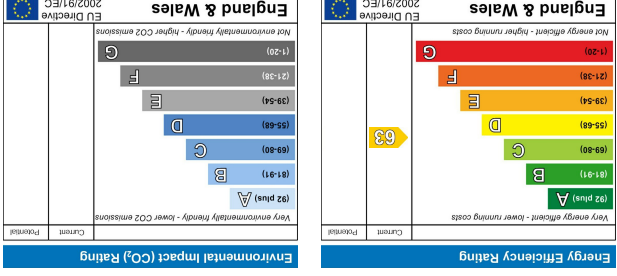 Energy Efficiency Rating
Current
Potential
Very energy efficient - lower running costs
(92 plus) A
(81-91) B
(69-80) C
(55-68) D
63
(39-54) E
(21-38) F
(1-20) G
Not energy efficient - higher running costs
England & Wales
EU Directive
2002/91/EC
Environmental Impact (CO₂) Rating
Current
Potential
Very environmentally friendly - lower CO2 emissions
(92 plus) A
(81-91) B
(69-80) C
(55-68) D
(39-54) E
(21-38) F
(1-20) G
Not environmentally friendly - higher CO2 emissions
England & Wales
EU Directive
2002/91/EC